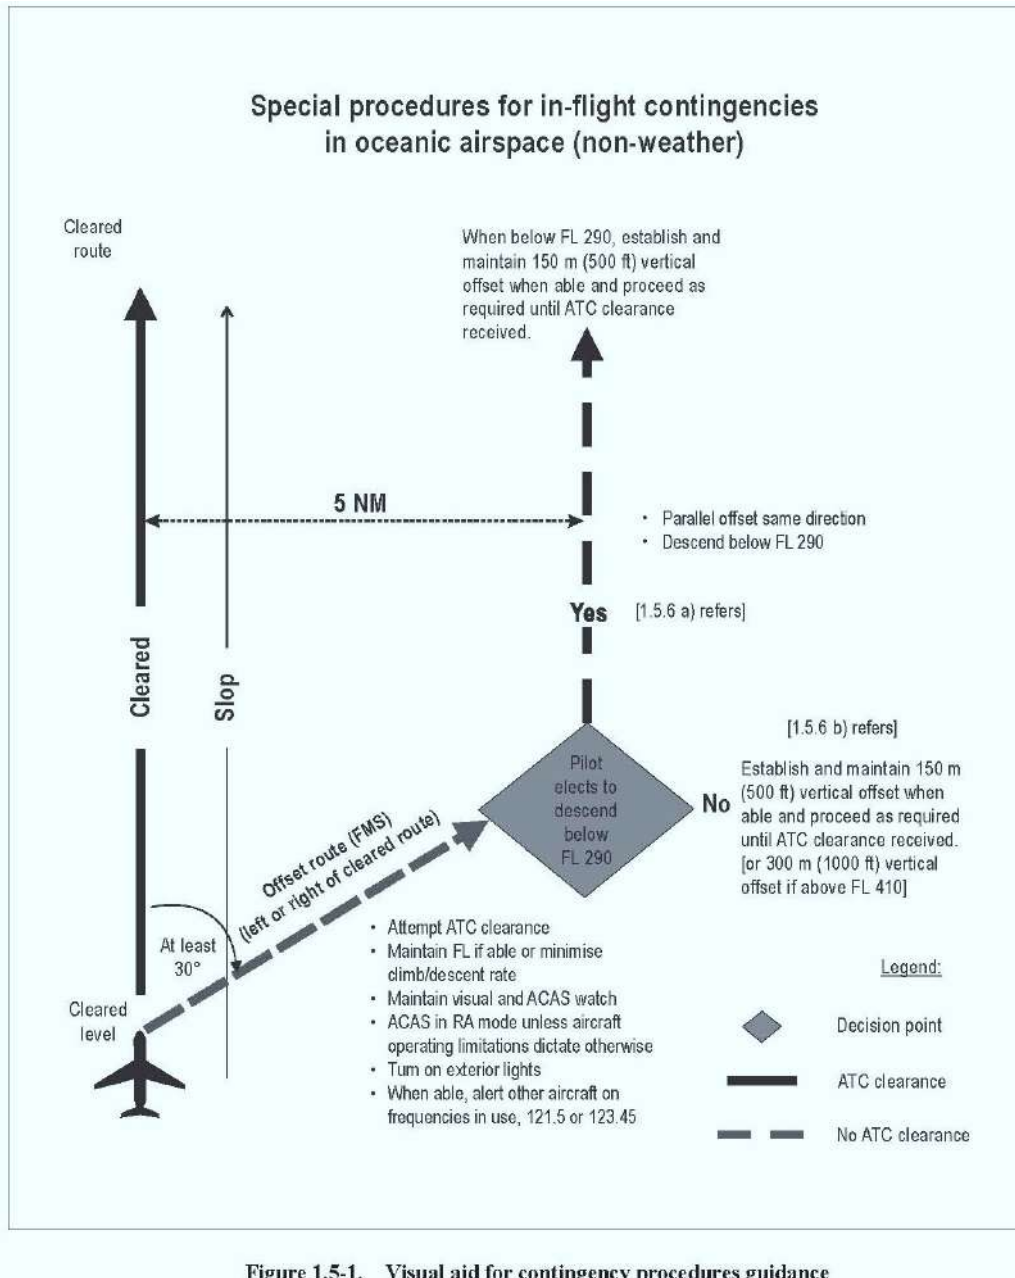 Special procedures for in-flight contingencies
in oceanic airspace (non-weather)
Cleared
route
When below FL 290, establish and
maintain 150 m (500 ft) vertical
offset when able and proceed as
required until ATC clearance
received.
5 NM
• Parallel offset same direction
• Descend below FL 290
Yes
[1.5.6 a) refers]
Cleared
Slop
[1.5.6 b) refers]
Pilot
elects to
descend
below
FL 290
No
Establish and maintain 150 m
(500 ft) vertical offset when
able and proceed as required
until ATC clearance received.
[or 300 m (1000 ft) vertical
offset if above FL 410]
Offset route (FMS)
(left or right of cleared route)
At least
30°
• Attempt ATC clearance
• Maintain FL if able or minimise
climb/descent rate
• Maintain visual and ACAS watch
• ACAS in RA mode unless aircraft
operating limitations dictate otherwise
• Turn on exterior lights
• When able, alert other aircraft on
frequencies in use, 121.5 or 123.45
Cleared
level
Legend:
Decision point
ATC clearance
No ATC clearance
Figure 1.5-1. Visual aid for contingency procedures guidance